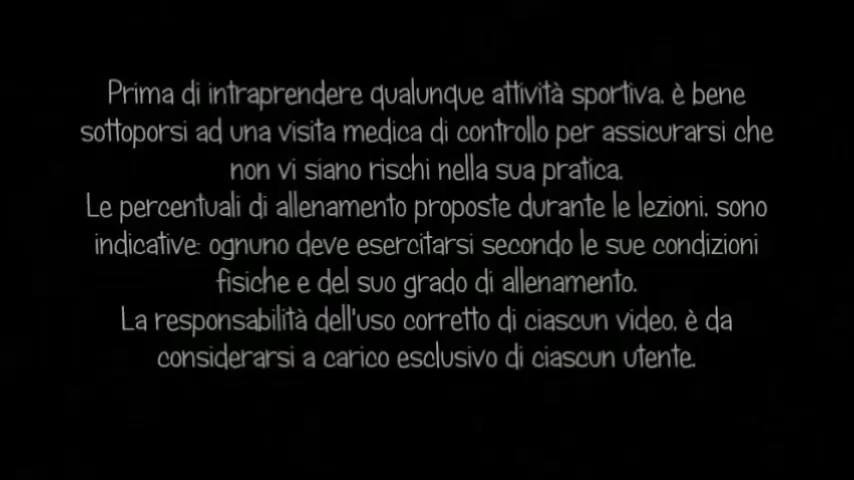 Prima di intraprendere qualunque attività sportiva, è bene
sottoporsi ad una visita medica di controllo per assicurarsi che
non vi siano rischi nella sua pratica.
Le percentuali di allenamento proposte durante le lezioni, sono
indicative: ognuno deve esercitarsi secondo le sue condizioni
fisiche e del suo grado di allenamento.
La responsabilità dell'uso corretto di ciascun video, è da
considerarsi a carico esclusivo di ciascun utente.